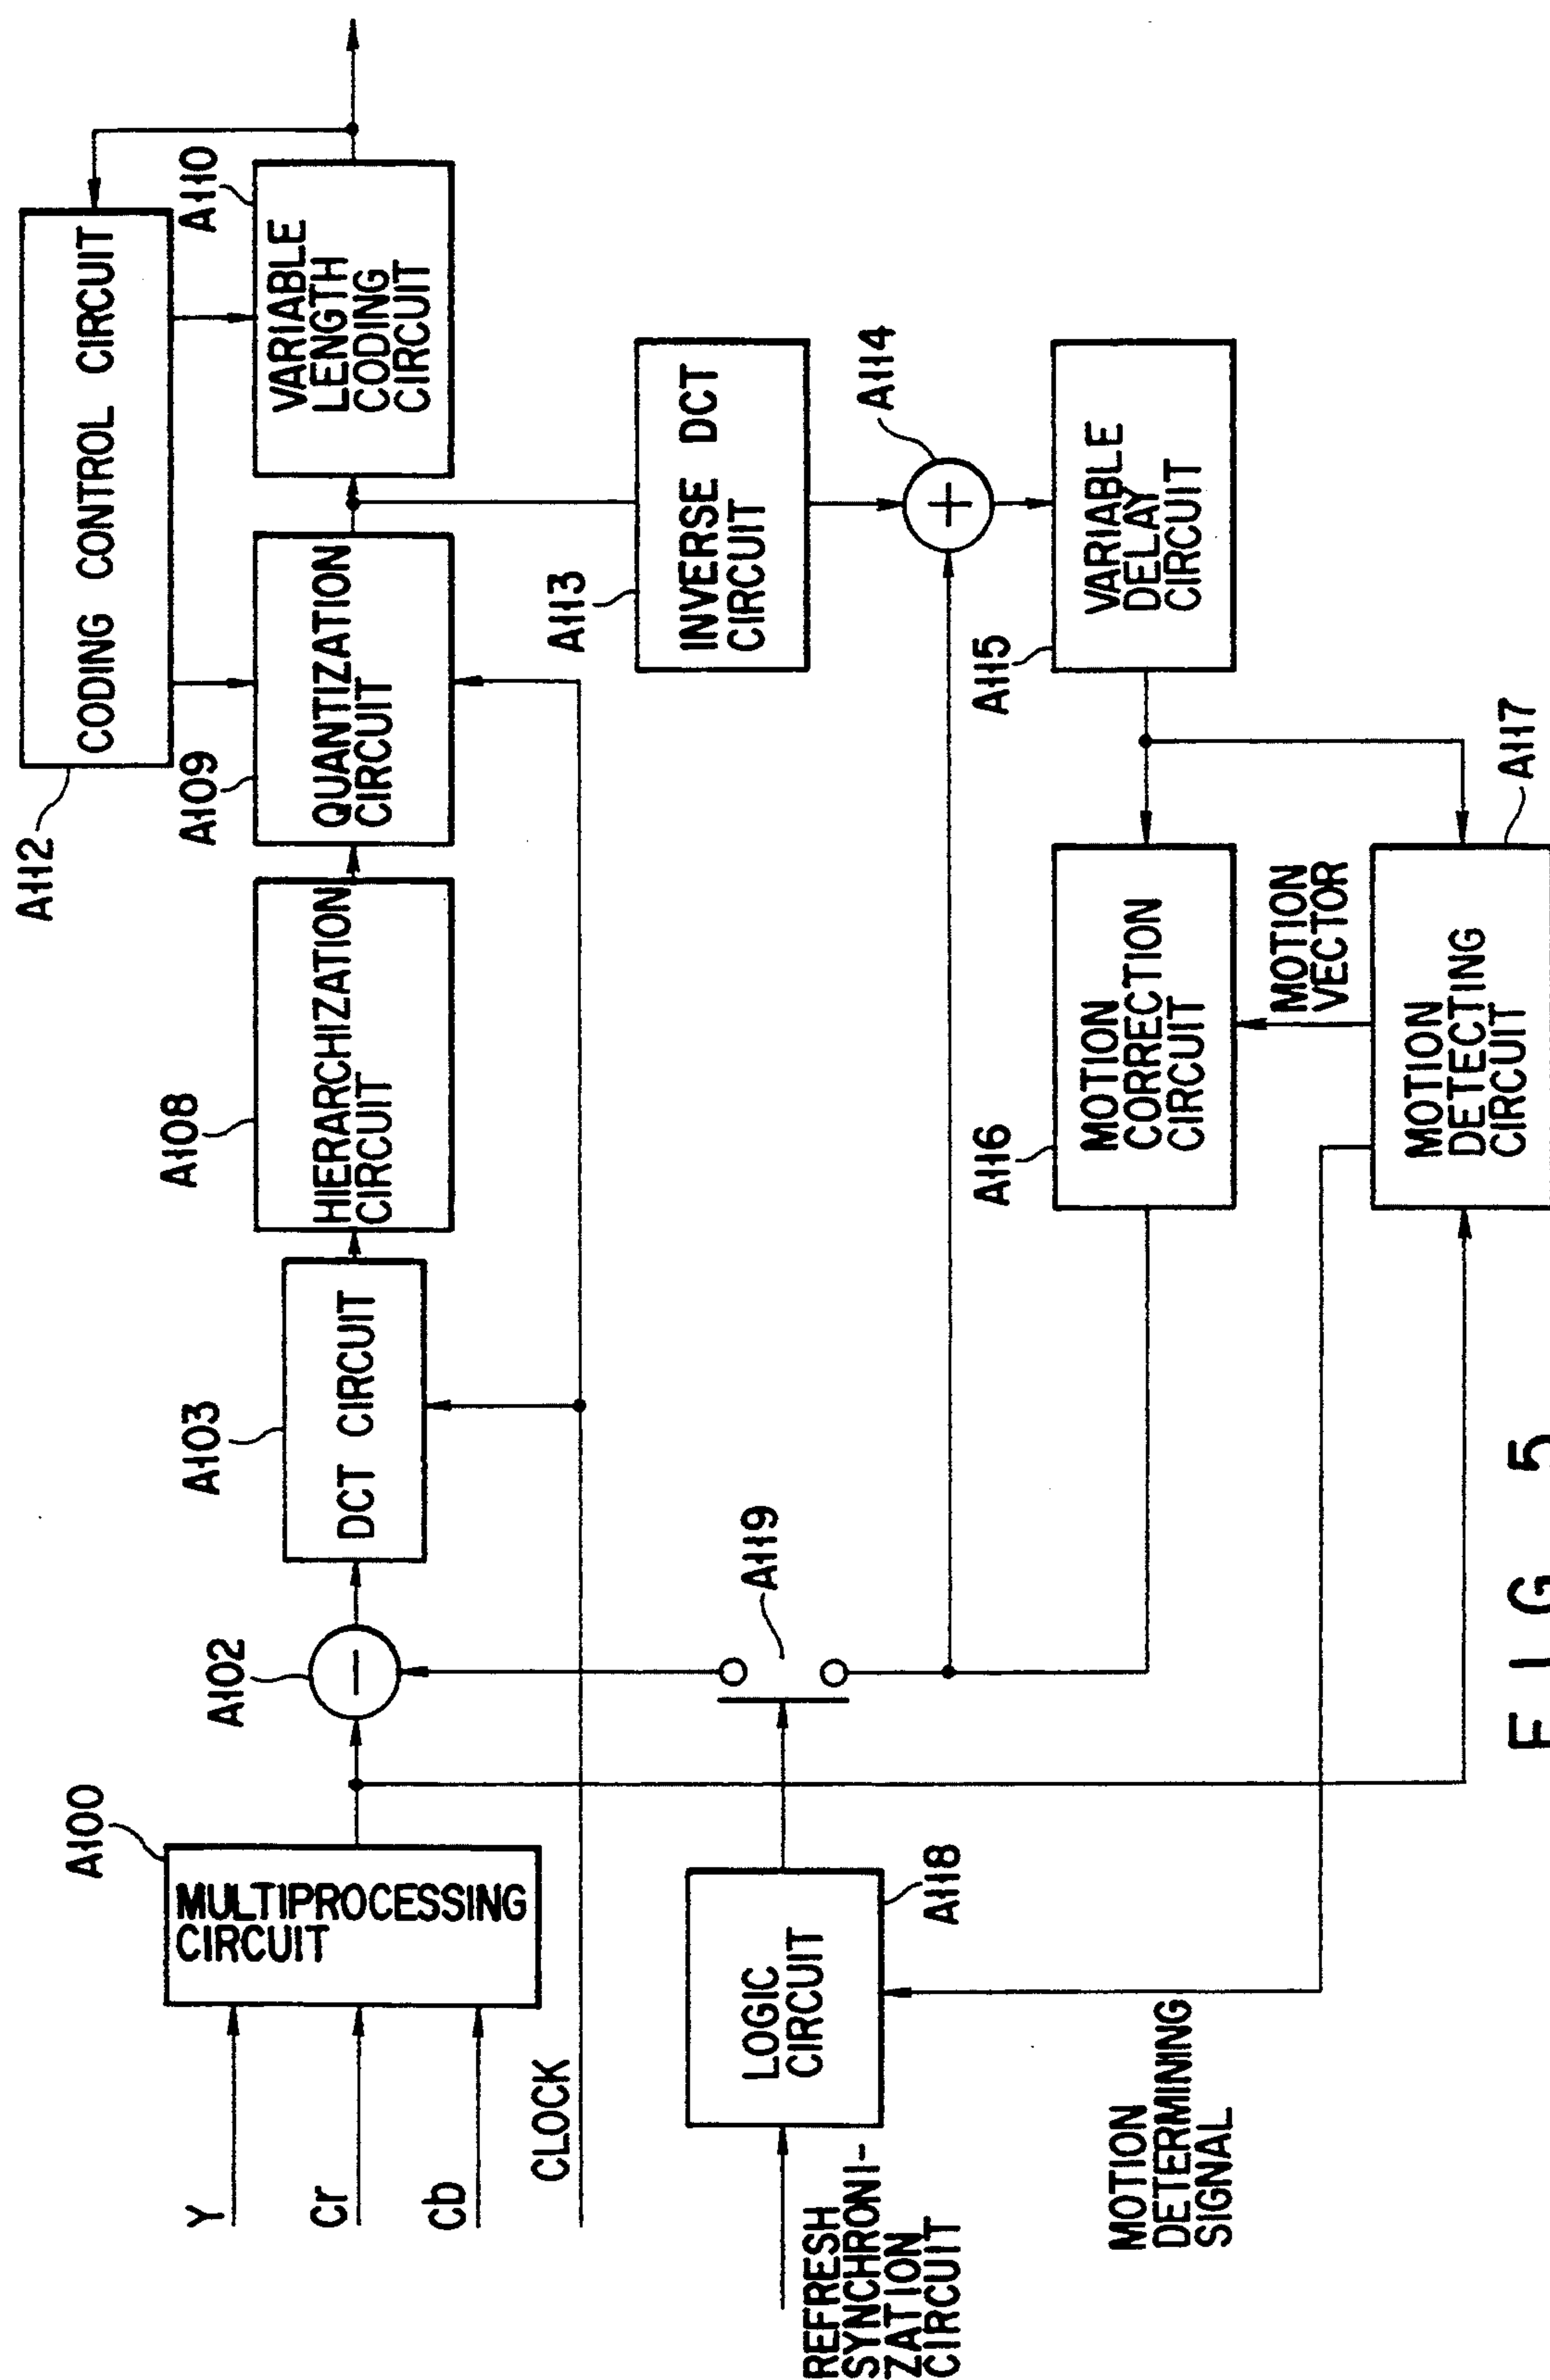 A112
CODING CONTROL CIRCUIT
A100
A102
A103
A108
A109
A110
MULTIPROCESSING
CIRCUIT
DCT CIRCUIT
HIERARCHIZATION
CIRCUIT
QUANTIZATION
CIRCUIT
VARIABLE
LENGTH
CODING
CIRCUIT
Y
Cr
Cb
CLOCK
A113
INVERSE DCT
CIRCUIT
A119
LOGIC
CIRCUIT
A118
REFRESH
SYNCHRONI-
ZATION
CIRCUIT
A114
A116
MOTION
CORRECTION
CIRCUIT
A115
VARIABLE
DELAY
CIRCUIT
MOTION
DETERMINING
SIGNAL
MOTION
VECTOR
MOTION
DETECTING
CIRCUIT
A117
FIG 5